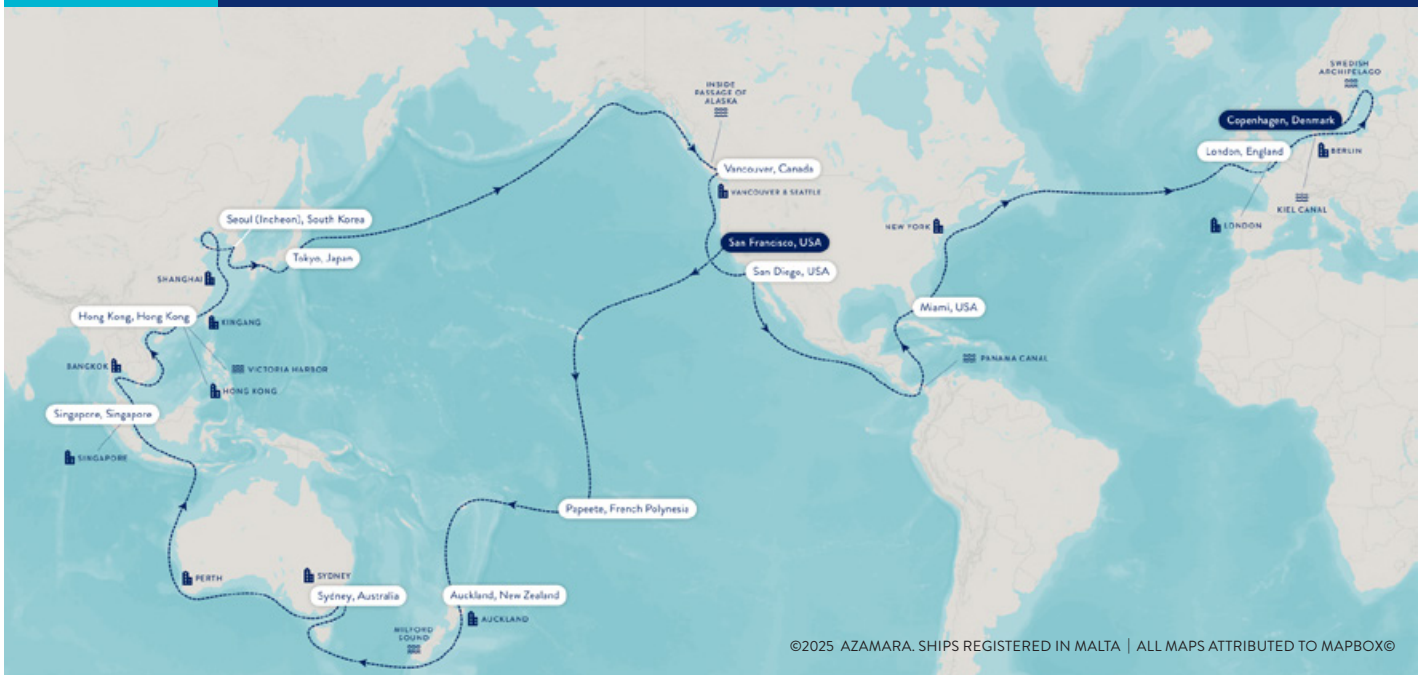 SWEDISH
ARCHIPELAGO
INSIDE
PASSAGE OF
ALASKA
Copenhagen, Denmark
London, England
BERLIN
Vancouver, Canada
VANCOUVER & SEATTLE
KIEL CANAL
Seoul (Incheon), South Korea
NEW YORK
LONDON
San Francisco, USA
Tokyo, Japan
San Diego, USA
SHANGHAI
Miami, USA
Hong Kong, Hong Kong
XINGANG
PANANA CANAL
BANGKOK
VICTORIA HARBOR
HONG KONG
Singapore, Singapore
SINGAPORE
Papeete, French Polynesia
PERTH
SYDNEY
Sydney, Australia
Auckland, New Zealand
AUCKLAND
MILFORD
SOUND
©2025 AZAMARA. SHIPS REGISTERED IN MALTA | ALL MAPS ATTRIBUTED TO MAPBOX©